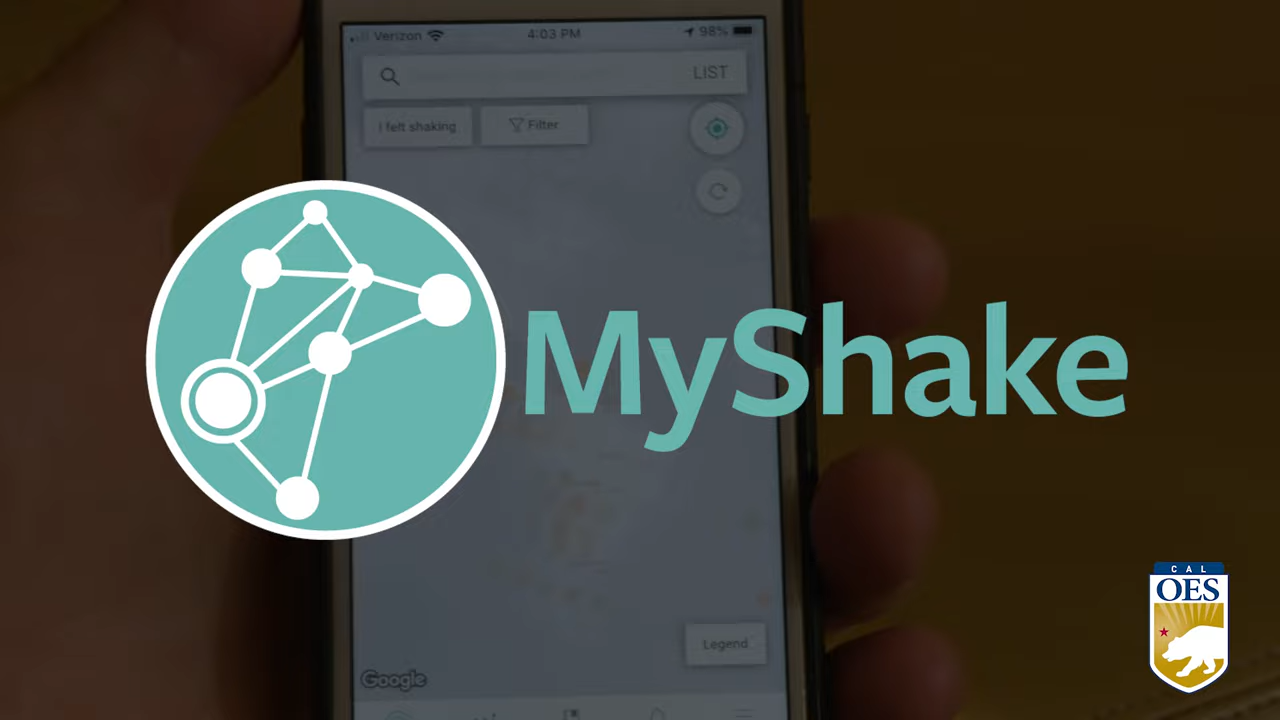 Verizon 4:03 PM 98%
LIST
I felt shaking Filter
MyShake
CAL
OES
Legend
Google